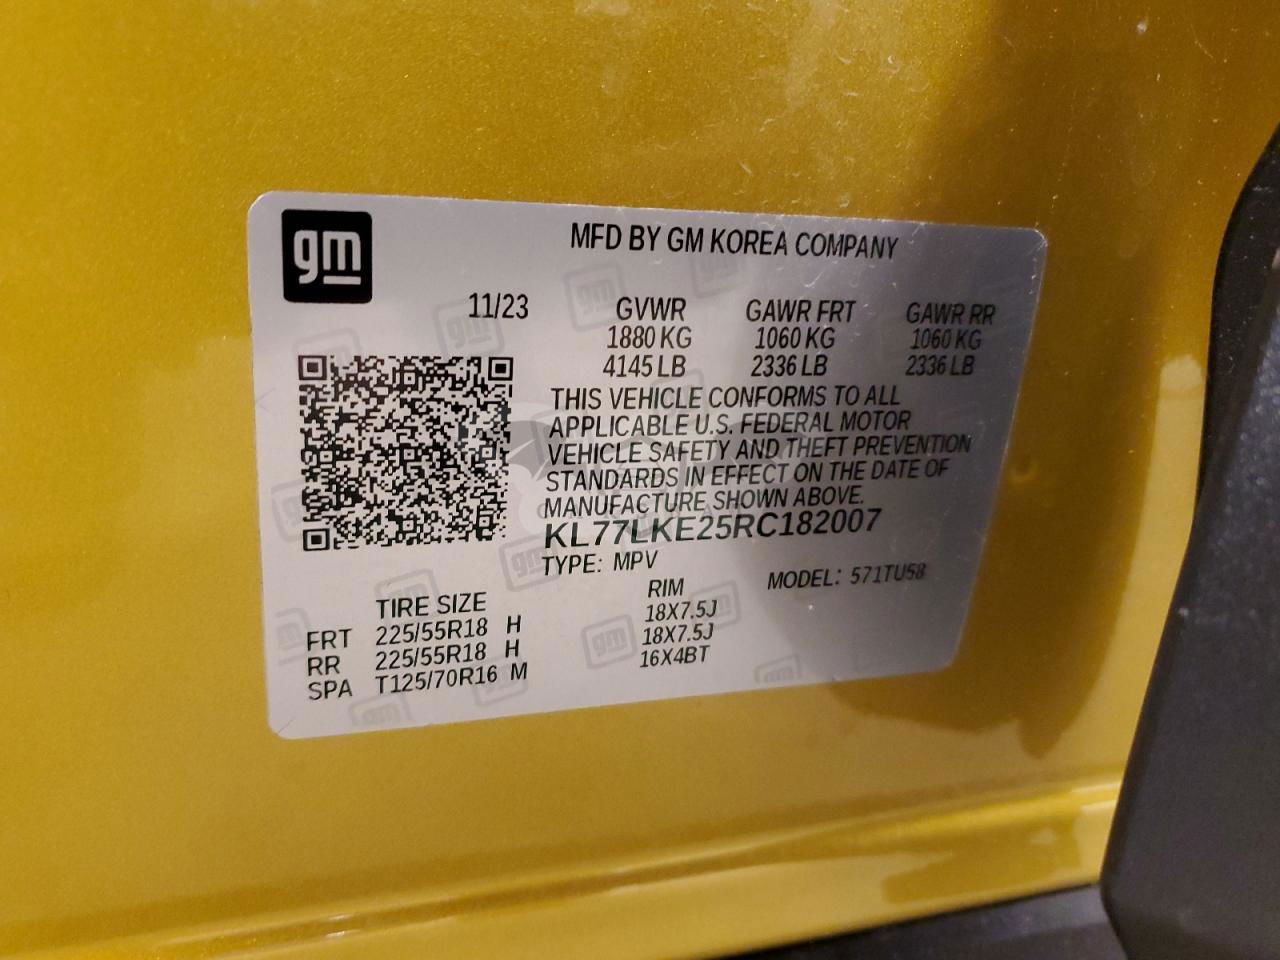 gm
MFD BY GM KOREA COMPANY
11/23
GVWR GAWR FRT GAWR RR
1880 KG 1060 KG 1060 KG
4145 LB 2336 LB 2336 LB
THIS VEHICLE CONFORMS TO ALL
APPLICABLE U.S. FEDERAL MOTOR
VEHICLE SAFETY AND THEFT PREVENTION
STANDARDS IN EFFECT ON THE DATE OF
MANUFACTURE SHOWN ABOVE.
KL77LKE25RC182007
TYPE: MPV MODEL: 571TU58
TIRE SIZE RIM
FRT 225/55R18 H 18X7.5J
RR 225/55R18 H 18X7.5J
SPA T125/70R16 M 16X4BT